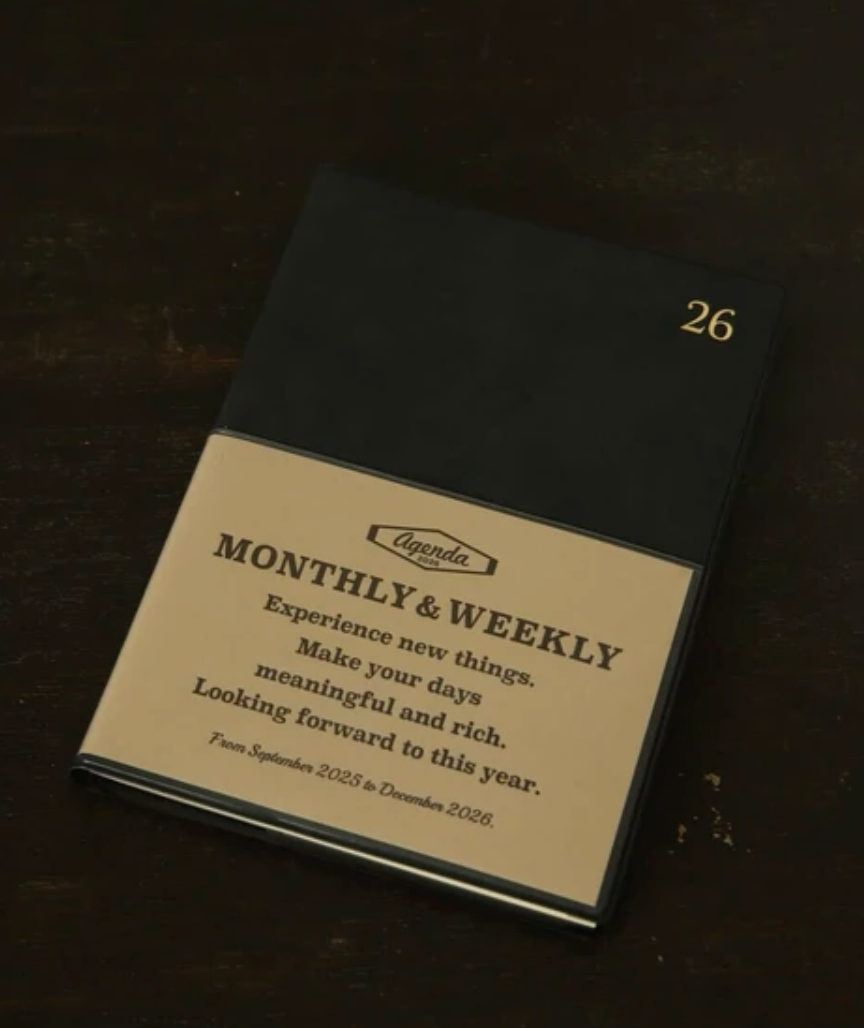 26
Agenda
2026
MONTHLY & WEEKLY
Experience new things.
Make your days
meaningful and rich.
Looking forward to this year.
From September 2025 to December 2026.